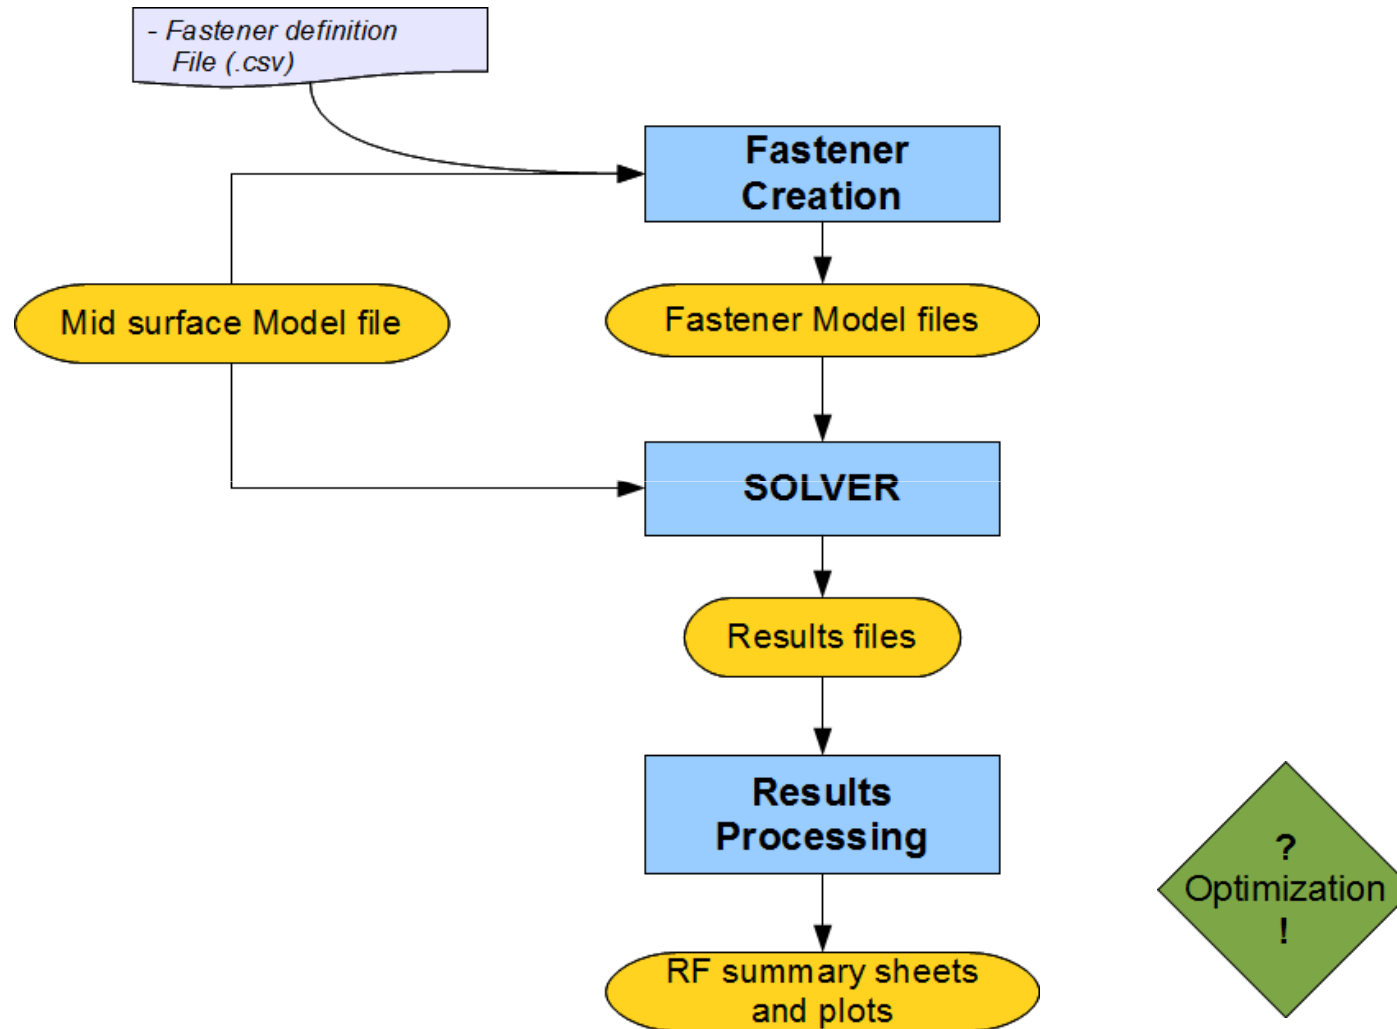 - Fastener definition
File (.csv)
Fastener
Creation
Mid surface Model file
Fastener Model files
SOLVER
Results files
Results
Processing
?
Optimization
!
RF summary sheets
and plots